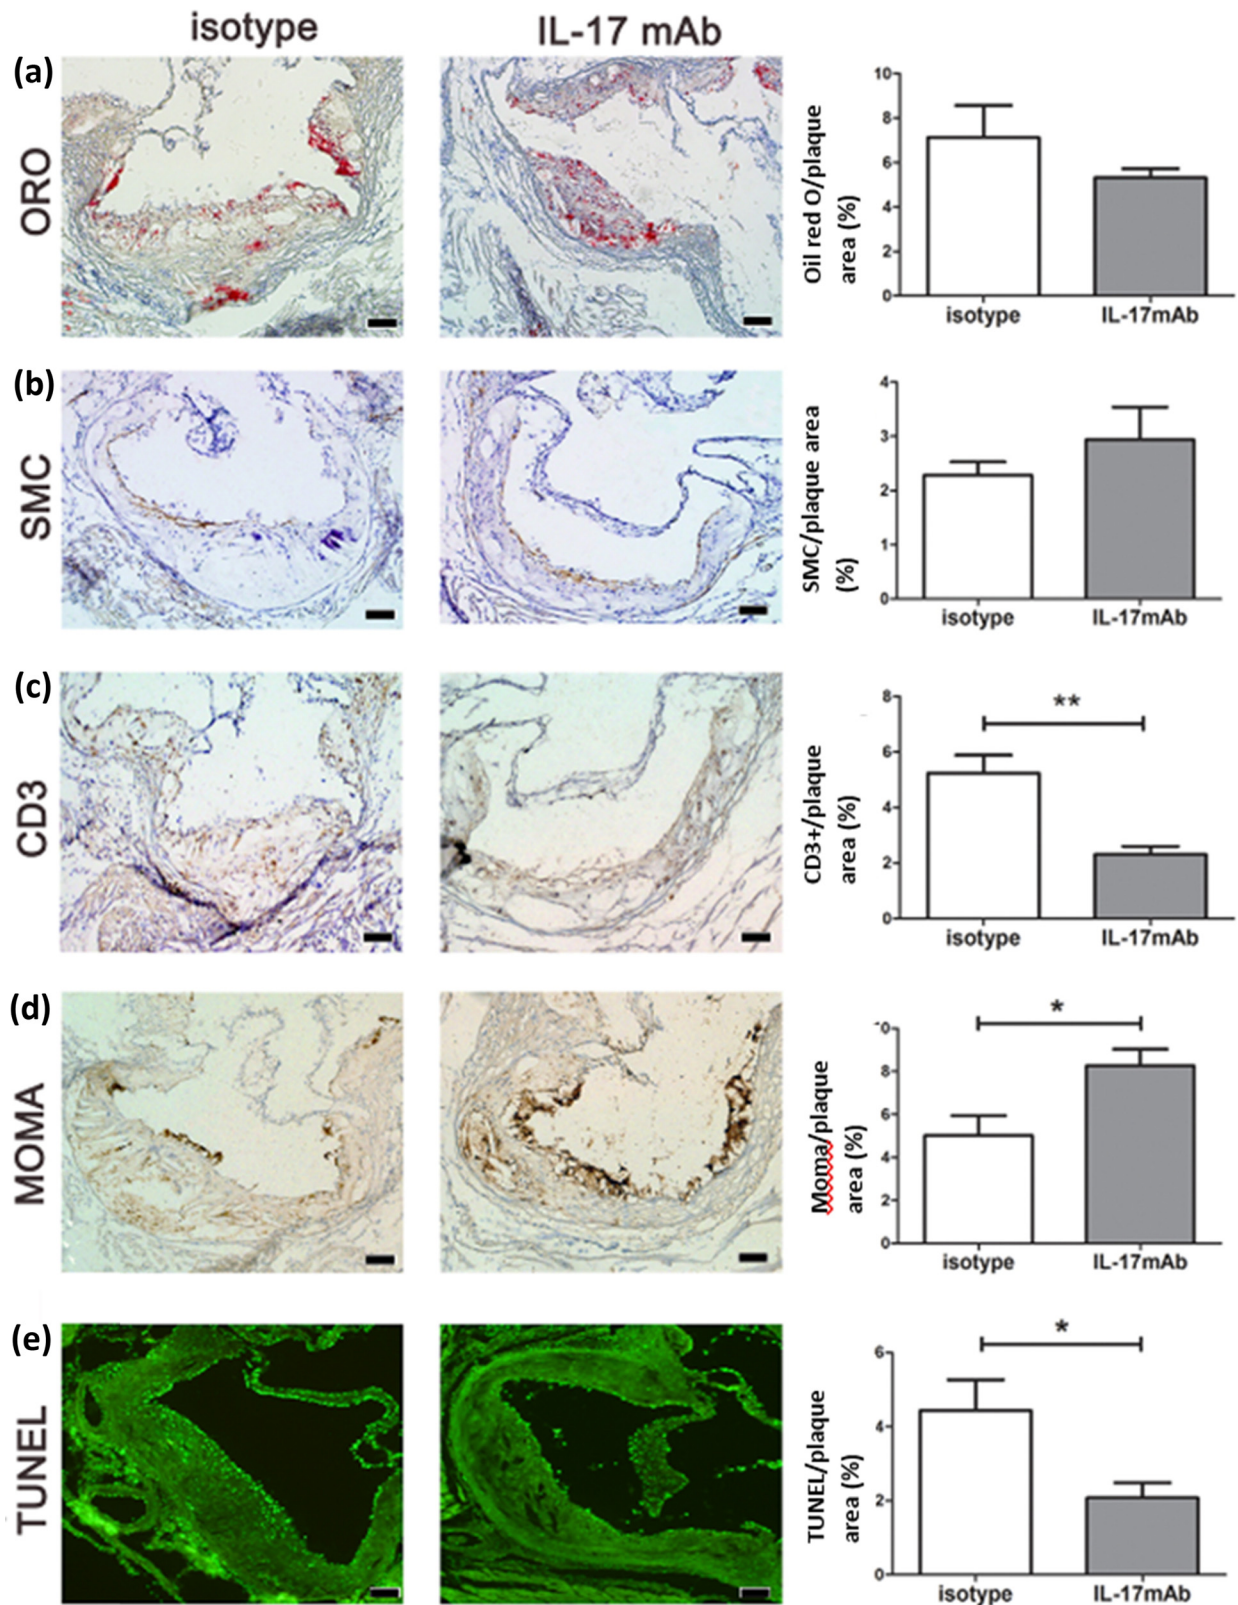 isotype IL-17 mAb
(a)
ORO
Oil red O/plaque
area (%)
10
8
6
4
2
0
isotype IL-17mAb
(b)
SMC
SMC/plaque area
(%)
4
3
2
1
0
isotype IL-17mAb
(c)
CD3
CD3+/plaque
area (%)
8
6
4
2
0
**
isotype IL-17mAb
(d)
MOMA
Moma/plaque
area (%)
10
8
6
4
2
0
*
isotype IL-17mAb
(e)
TUNEL
TUNEL/plaque
area (%)
6
4
2
0
*
isotype IL-17mAb